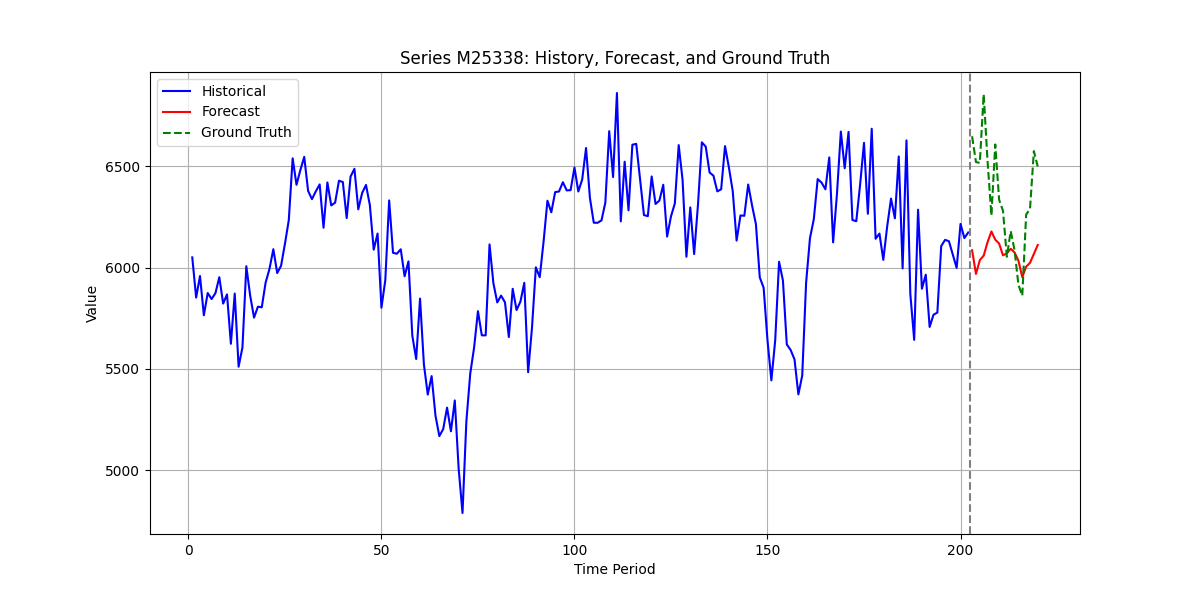 Series M25338: History, Forecast, and Ground Truth
Historical
Forecast
Ground Truth
6500
6000
5500
5000
Value
0 50 100 150 200
Time Period